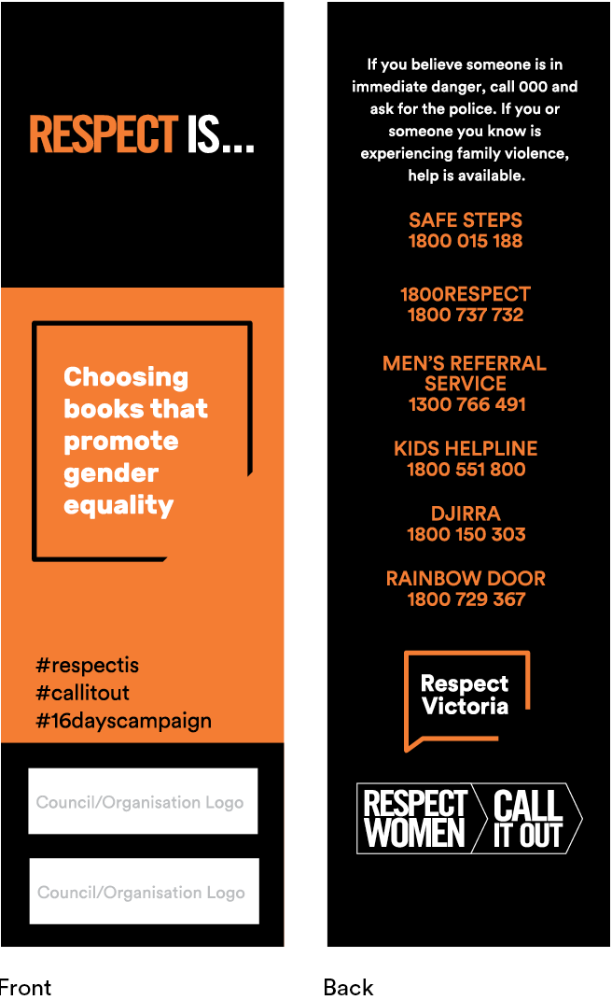 RESPECT IS...
Choosing
books that
promote
gender
equality
#respectis
#callitout
#16dayscampaign
Council/Organisation Logo
Council/Organisation Logo
Front
If you believe someone is in
immediate danger, call 000 and
ask for the police. If you or
someone you know is
experiencing family violence,
help is available.
SAFE STEPS
1800 015 188
1800RESPECT
1800 737 732
MEN’S REFERRAL
SERVICE
1300 766 491
KIDS HELPLINE
1800 551 800
DJIRRA
1800 150 303
RAINBOW DOOR
1800 729 367
Respect
Victoria
RESPECT
WOMEN
CALL
IT OUT
Back